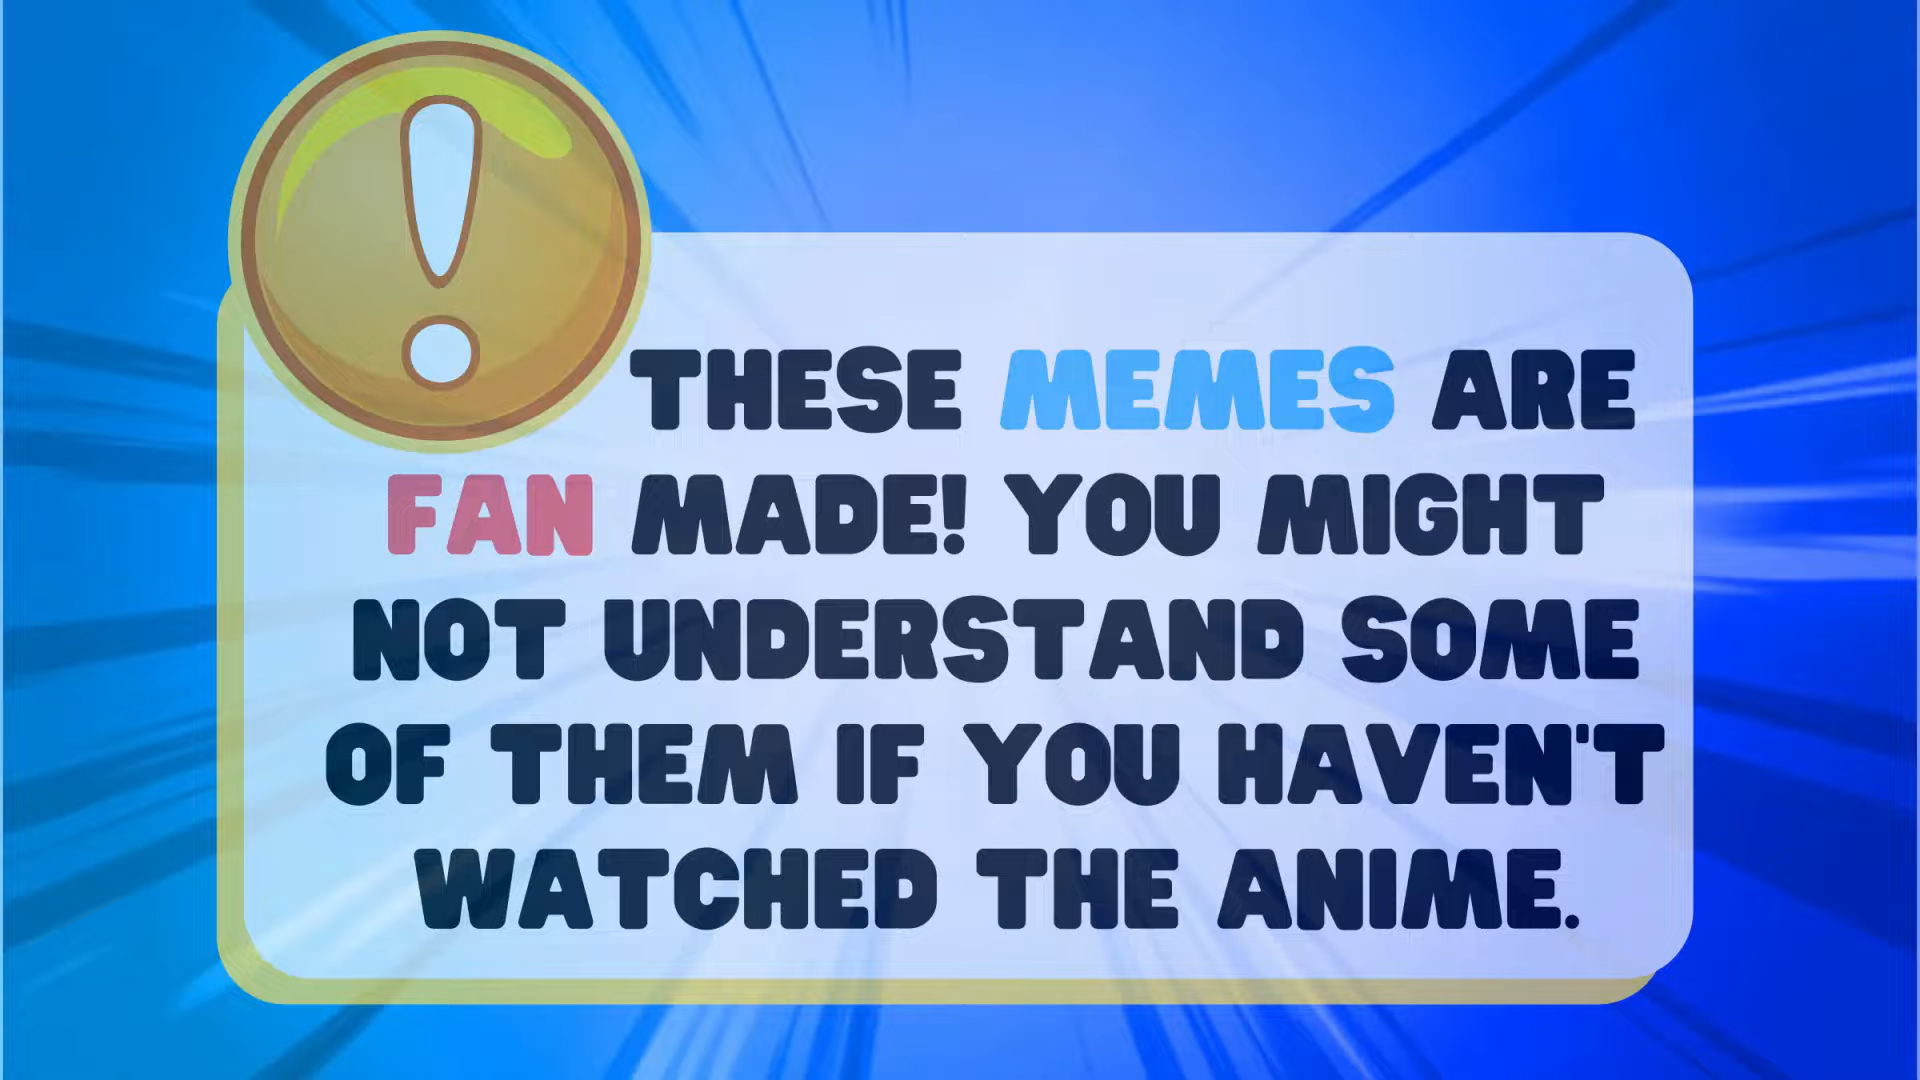 THESE MEMES ARE
FAN MADE! YOU MIGHT
NOT UNDERSTAND SOME
OF THEM IF YOU HAVEN'T
WATCHED THE ANIME.